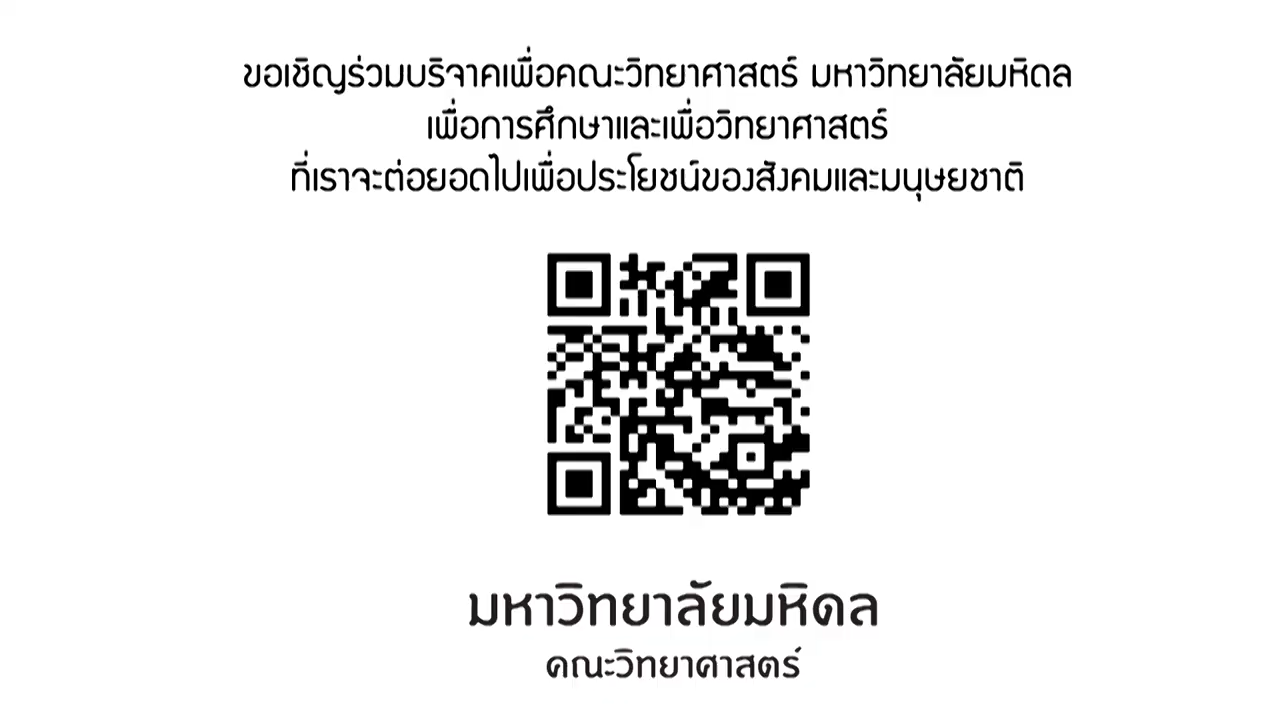 ขอเชิญร่วมบริจาคเพื่อคณะวิทยาศาสตร์ มหาวิทยาลัยมหิดล
เพื่อการศึกษาและเพื่อวิทยาศาสตร์
ที่เราจะต่อยอดไปเพื่อประโยชน์ของสังคมและมนุษยชาติ
มหาวิทยาลัยมหิดล
คณะวิทยาศาสตร์